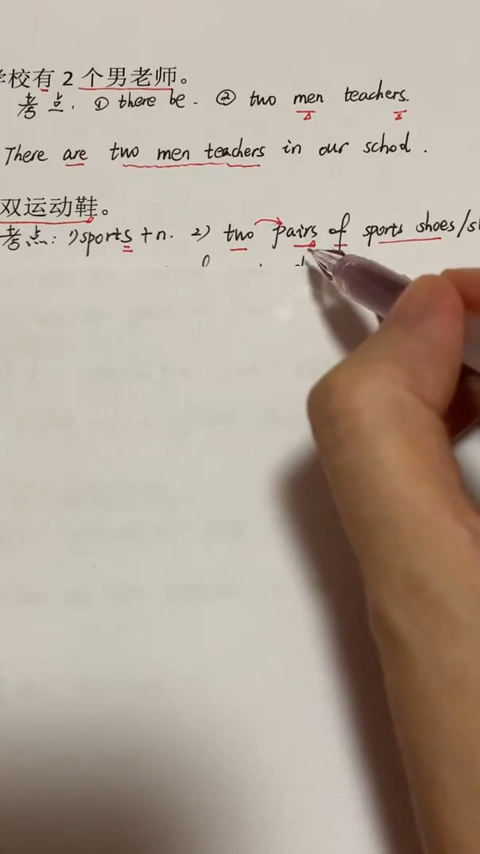 学校有 2 个男老师。
考点. ① there be. ② two men teachers.
There are two men teachers in our school.
双运动鞋。
考点: 1) sports + n. 2) two pairs of sports shoes/s